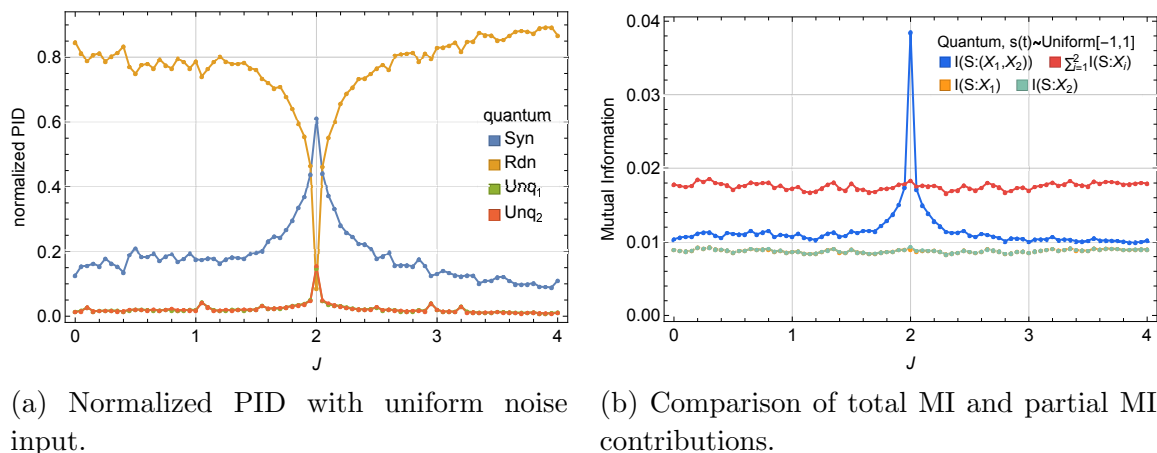 normalized PID
0.8
0.6
0.4
0.2
0.0
0
1
2
3
4
J
quantum
Syn
Rdn
Unq₁
Unq₂
Mutual Information
0.04
0.03
0.02
0.01
0.00
0
1
2
3
4
J
Quantum, s(t)~Uniform[-1,1]
I(S:(X₁,X₂)) ∑²ᵢ₌₁I(S:Xᵢ)
I(S:X₁) I(S:X₂)
(a) Normalized PID with uniform noise
input.
(b) Comparison of total MI and partial MI
contributions.